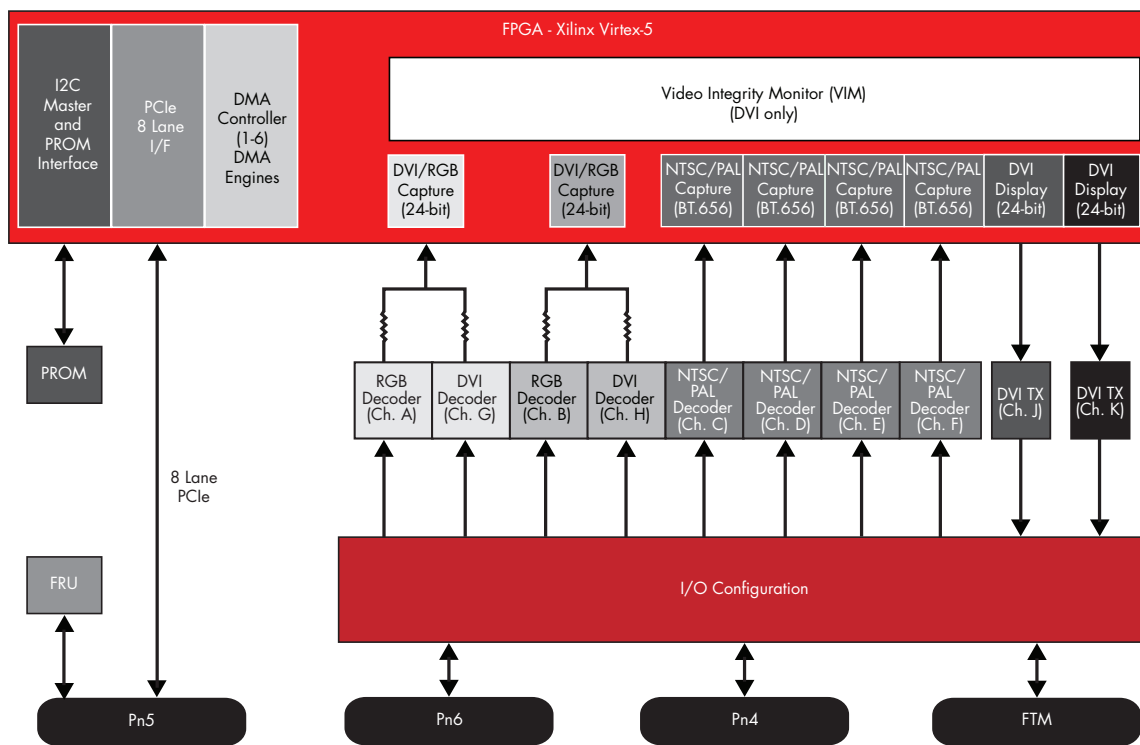 FPGA - Xilinx Virtex-5
I2C
Master
and
PROM
Interface
PCIe
8 Lane
I/F
DMA
Controller
(1-6)
DMA
Engines
Video Integrity Monitor (VIM)
(DVI only)
DVI/RGB
Capture
(24-bit)
DVI/RGB
Capture
(24-bit)
NTSC/PAL
Capture
(BT.656)
NTSC/PAL
Capture
(BT.656)
NTSC/PAL
Capture
(BT.656)
NTSC/PAL
Capture
(BT.656)
DVI
Display
(24-bit)
DVI
Display
(24-bit)
PROM
RGB
Decoder
(Ch. A)
DVI
Decoder
(Ch. G)
RGB
Decoder
(Ch. B)
DVI
Decoder
(Ch. H)
NTSC/
PAL
Decoder
(Ch. C)
NTSC/
PAL
Decoder
(Ch. D)
NTSC/
PAL
Decoder
(Ch. E)
NTSC/
PAL
Decoder
(Ch. F)
DVI TX
(Ch. J)
DVI TX
(Ch. K)
8 Lane
PCIe
FRU
I/O Configuration
Pn5
Pn6
Pn4
FTM